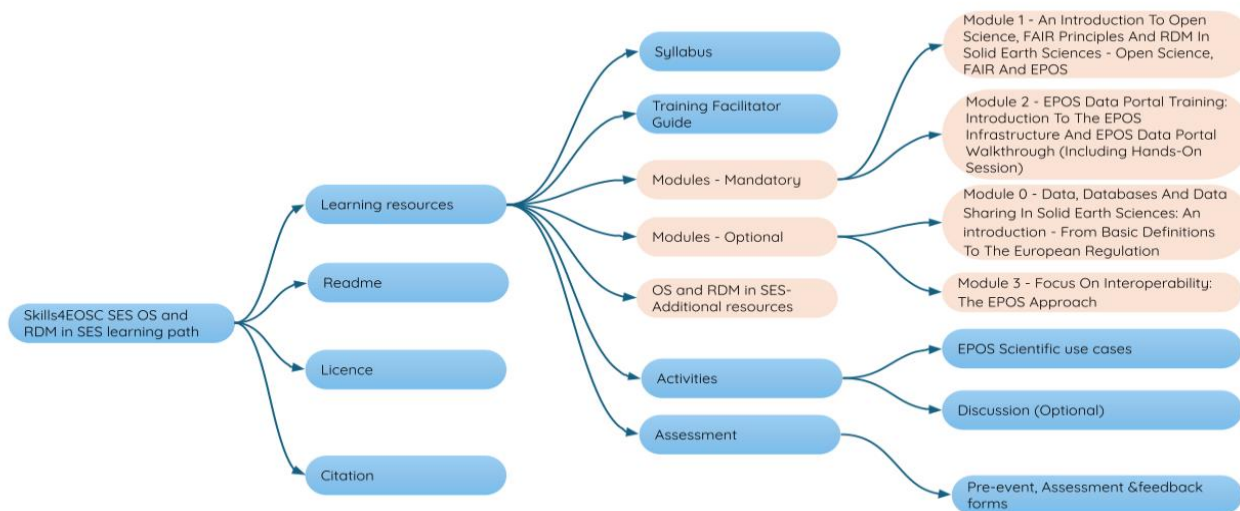 Skills4EOSC SES OS and
RDM in SES learning path
Learning resources
Readme
Licence
Citation
Syllabus
Training Facilitator
Guide
Modules - Mandatory
Modules - Optional
OS and RDM in SES-
Additional resources
Activities
Assessment
Module 1 - An Introduction To Open
Science, FAIR Principles And RDM In
Solid Earth Sciences - Open Science,
FAIR And EPOS
Module 2 - EPOS Data Portal Training:
Introduction To The EPOS
Infrastructure And EPOS Data Portal
Walkthrough (Including Hands-On
Session)
Module 0 - Data, Databases And Data
Sharing In Solid Earth Sciences: An
introduction - From Basic Definitions
To The European Regulation
Module 3 - Focus On Interoperability:
The EPOS Approach
EPOS Scientific use cases
Discussion (Optional)
Pre-event, Assessment &feedback
forms